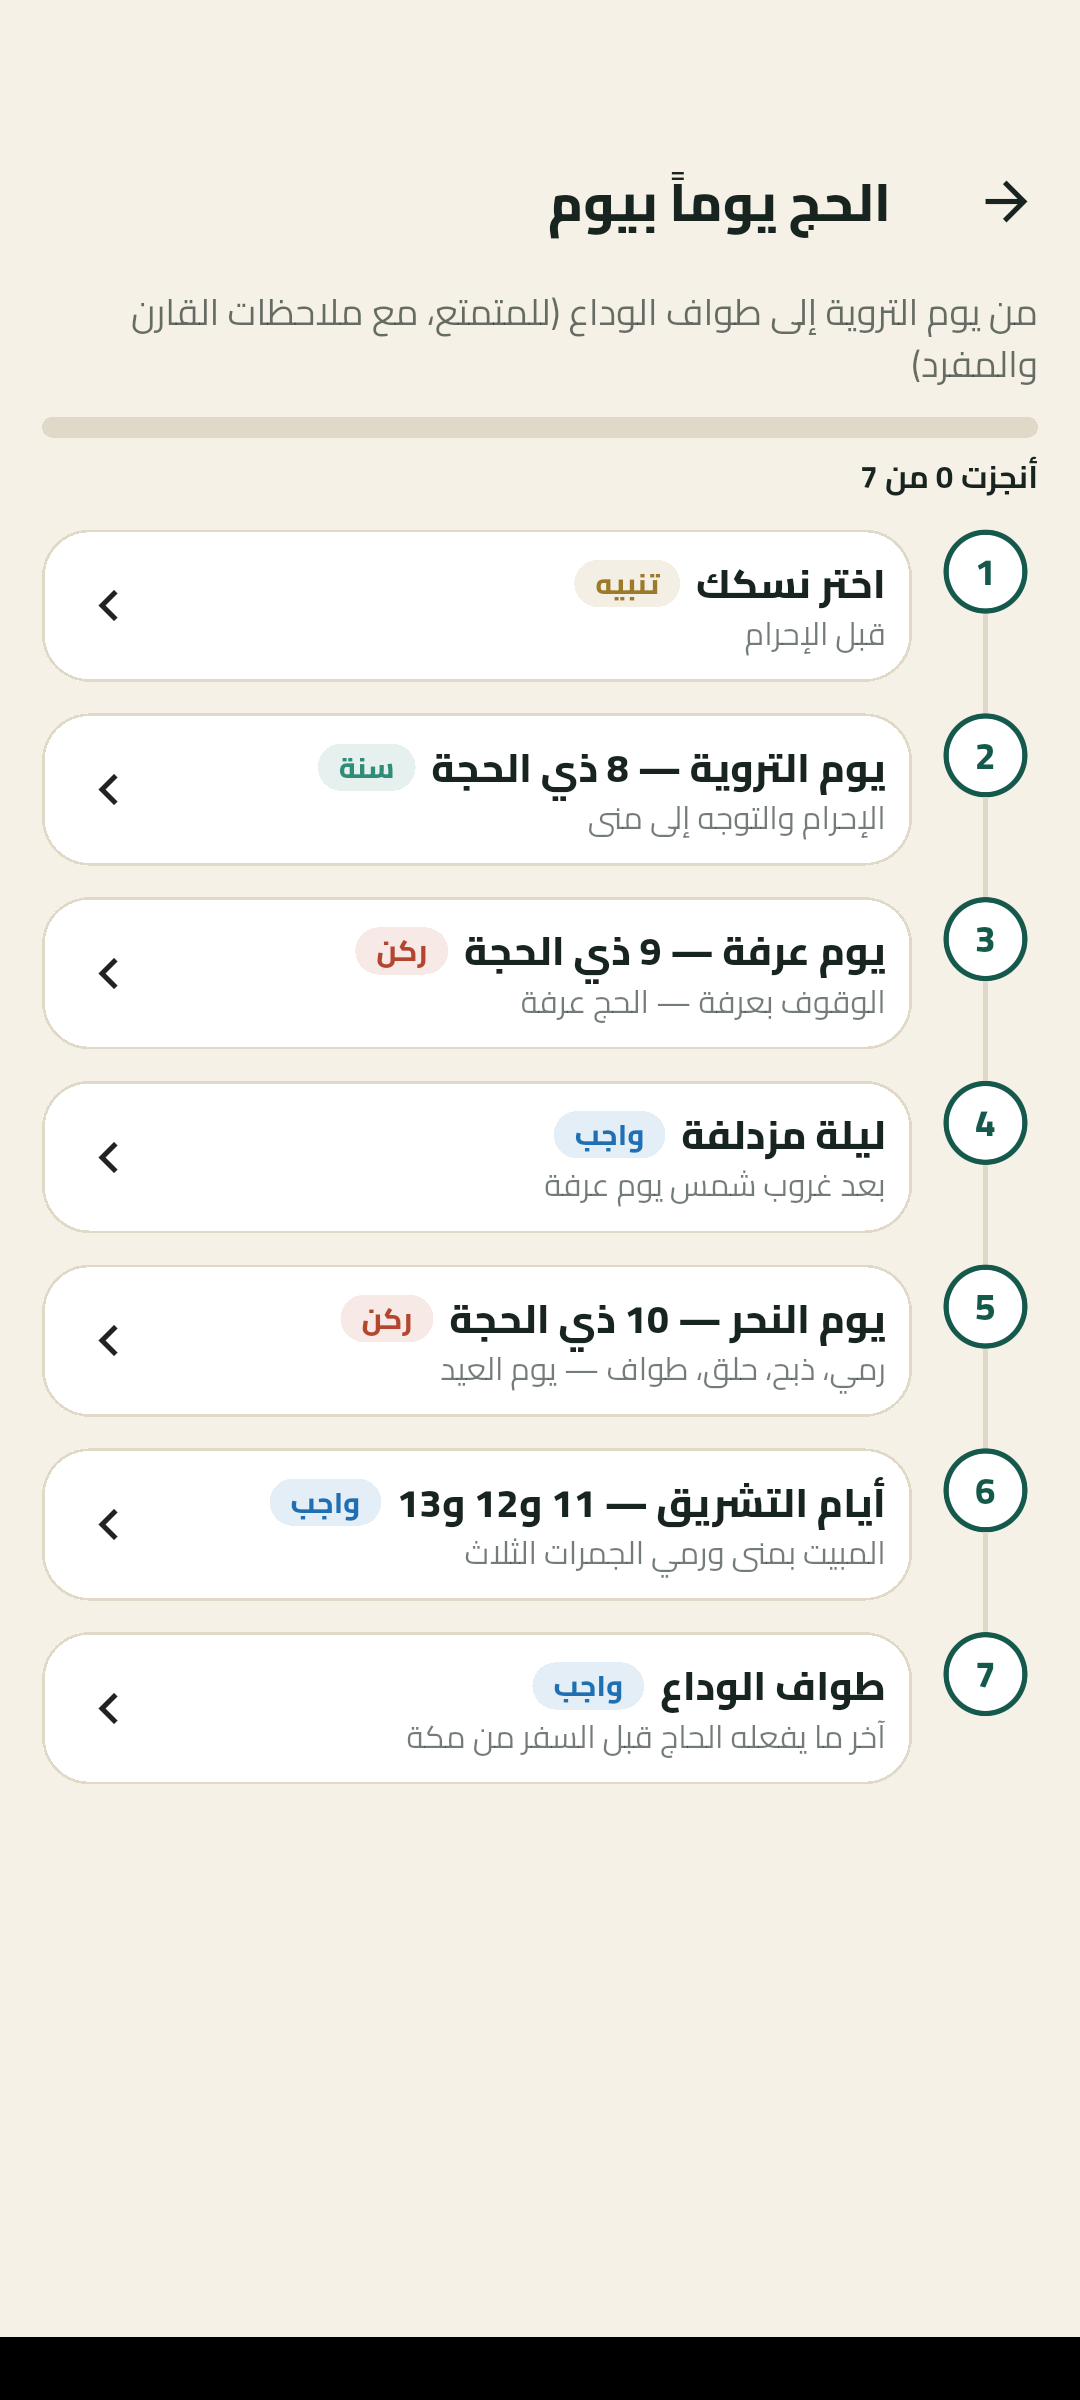 الحج يوماً بيوم
من يوم التروية إلى طواف الوداع (للمتمتع، مع ملاحظات القارن
والمفرد)
أنجزت 0 من 7
1
اختر نسكك تنبيه
قبل الإحرام
2
يوم التروية — 8 ذي الحجة سنة
الإحرام والتوجه إلى منى
3
يوم عرفة — 9 ذي الحجة ركن
الوقوف بعرفة — الحج عرفة
4
ليلة مزدلفة واجب
بعد غروب شمس يوم عرفة
5
يوم النحر — 10 ذي الحجة ركن
رمي، ذبح، حلق، طواف — يوم العيد
6
أيام التشريق — 11 و12 و13 واجب
المبيت بمنى ورمي الجمرات الثلاث
7
طواف الوداع واجب
آخر ما يفعله الحاج قبل السفر من مكة